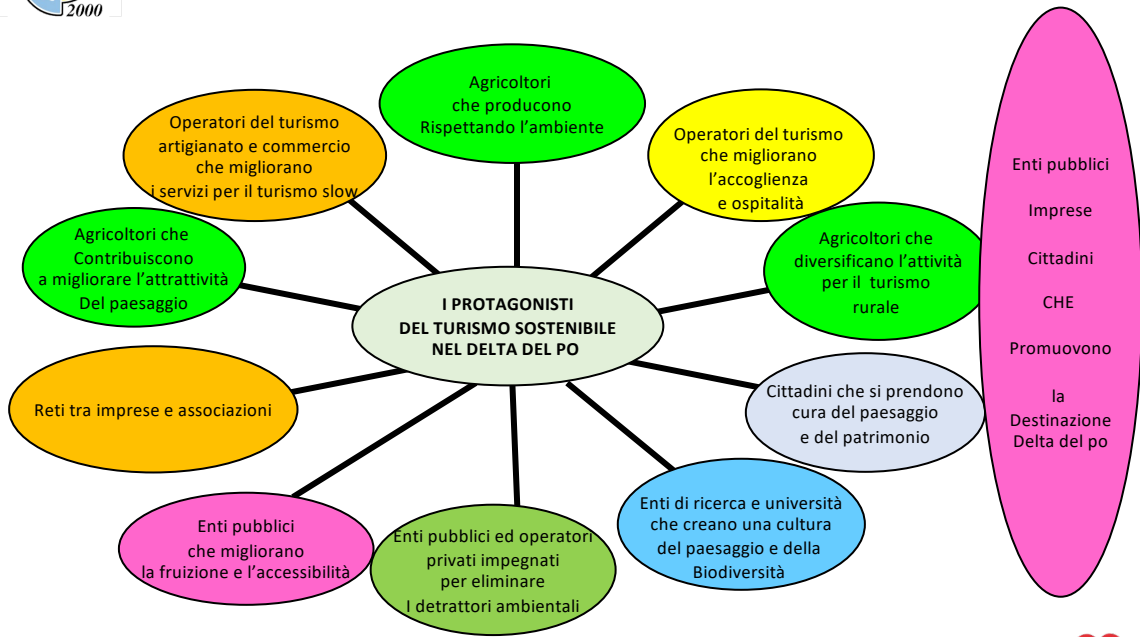 2000
Agricoltori
che producono
Rispettando l'ambiente
Operatori del turismo
artigianato e commercio
che migliorano
i servizi per il turismo slow
Operatori del turismo
che migliorano
l'accoglienza
e ospitalità
Agricoltori che
Contribuiscono
a migliorare l'attrattività
Del paesaggio
Agricoltori che
diversificano l'attività
per il turismo
rurale
I PROTAGONISTI
DEL TURISMO SOSTENIBILE
NEL DELTA DEL PO
Reti tra imprese e associazioni
Cittadini che si prendono
cura del paesaggio
e del patrimonio
Enti pubblici
che migliorano
la fruizione e l'accessibilità
Enti pubblici ed operatori
privati impegnati
per eliminare
I detrattori ambientali
Enti di ricerca e università
che creano una cultura
del paesaggio e della
Biodiversità
Enti pubblici
Imprese
Cittadini
CHE
Promuovono
la
Destinazione
Delta del po